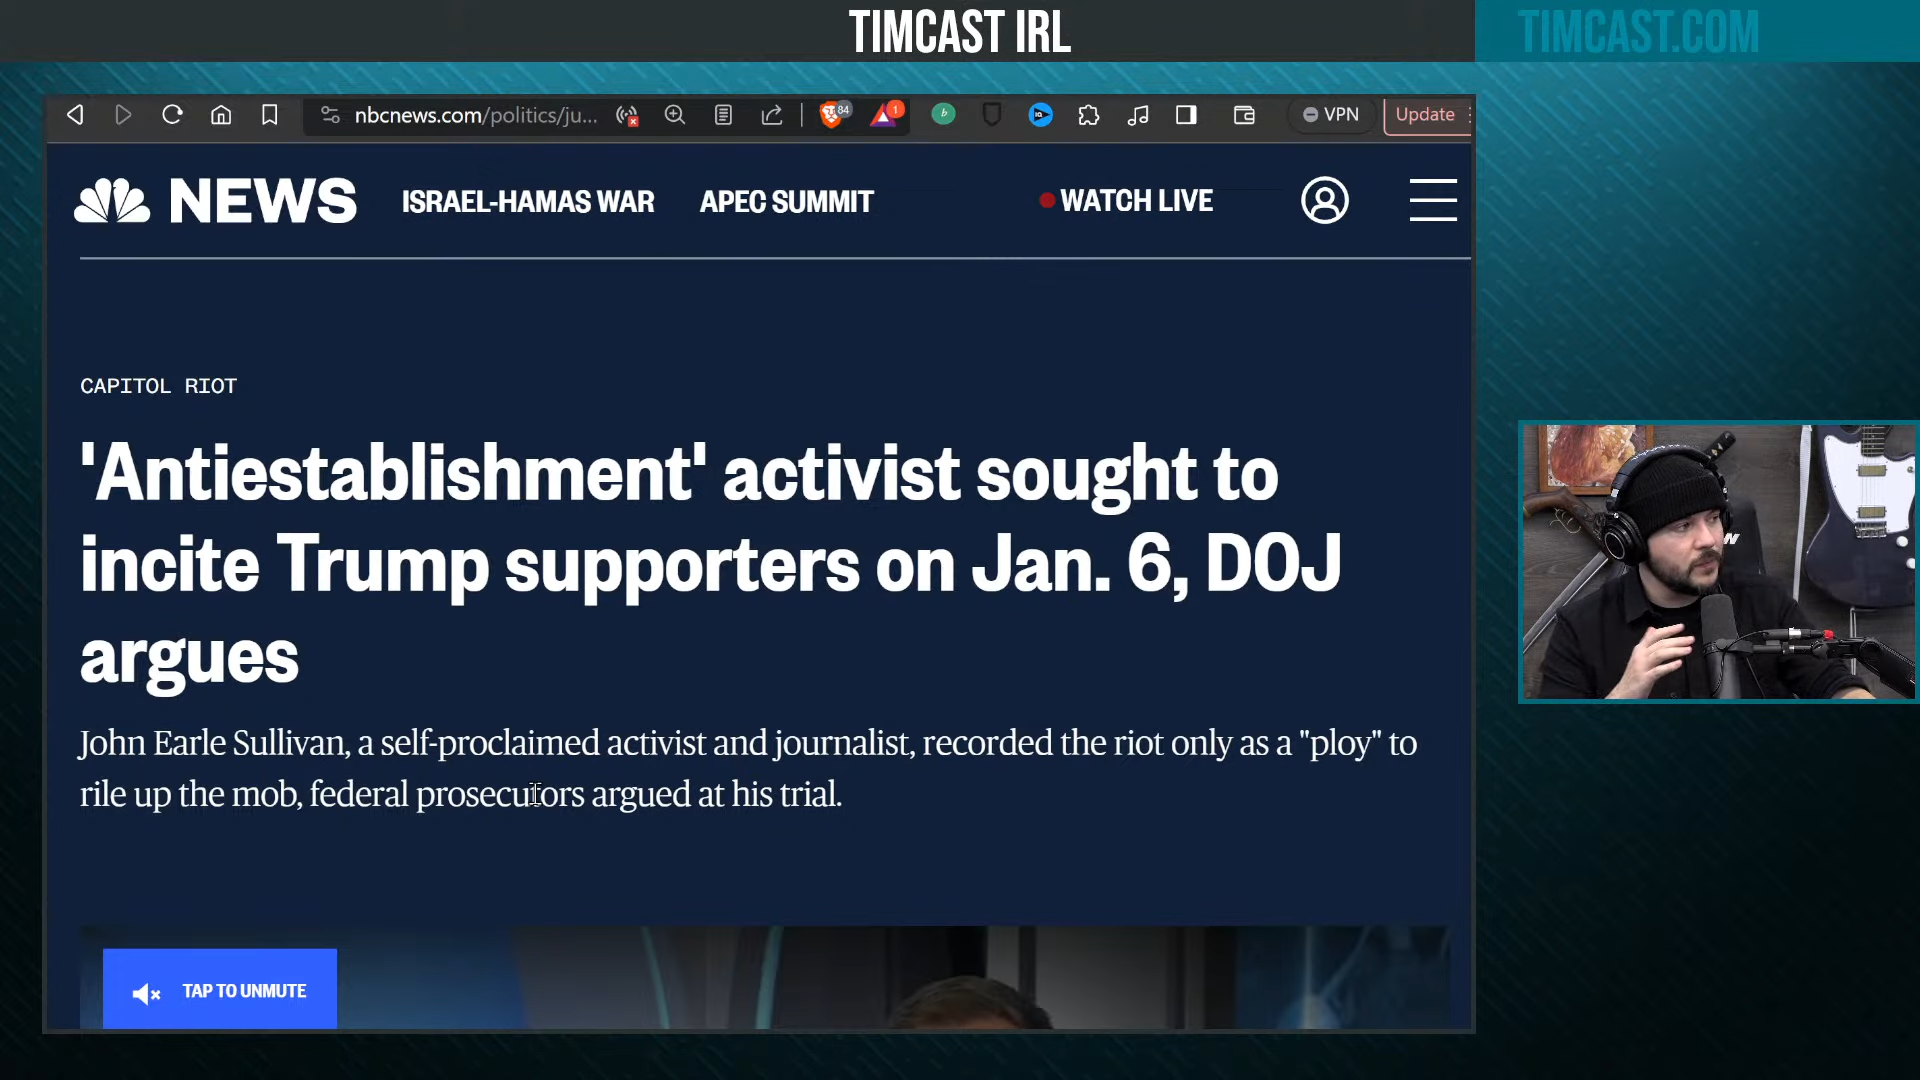 TIMCAST IRL
TIMCAST.COM
nbcnews.com/politics/ju...
84
1
b
VPN
Update
NEWS
ISRAEL-HAMAS WAR
APEC SUMMIT
WATCH LIVE
CAPITOL RIOT
'Antiestablishment' activist sought to
incite Trump supporters on Jan. 6, DOJ
argues
John Earle Sullivan, a self-proclaimed activist and journalist, recorded the riot only as a "ploy" to
rile up the mob, federal prosecutors argued at his trial.
TAP TO UNMUTE